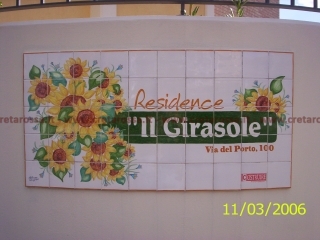 Residence
"Il Girasole"
Via del Porto, 100
11/03/2006